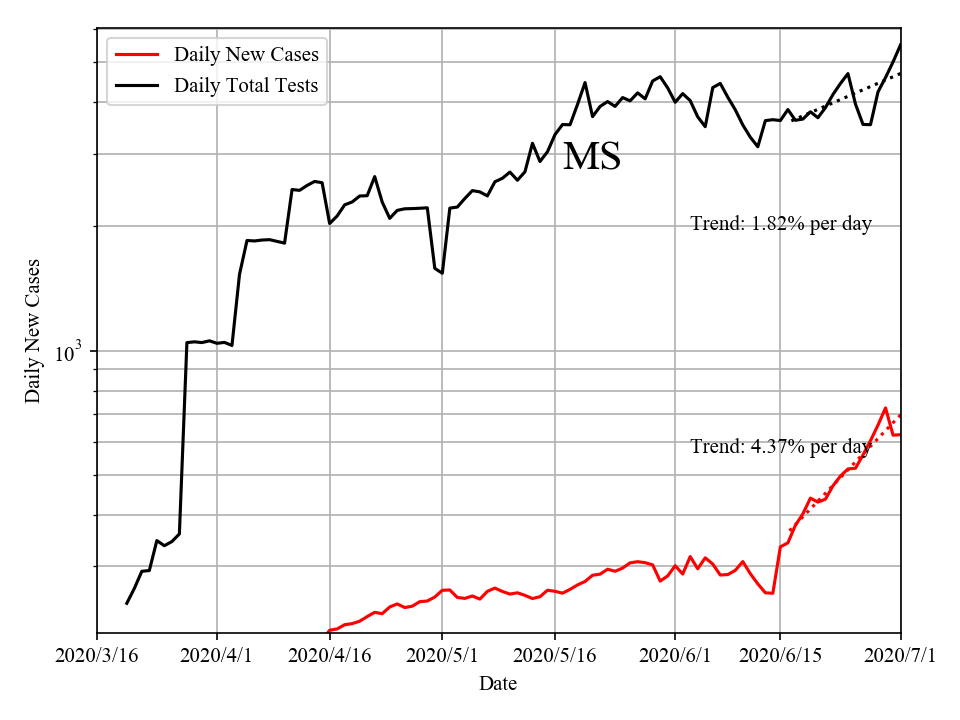 Daily New Cases
Daily Total Tests
MS
Trend: 1.82% per day
Trend: 4.37% per day
Daily New Cases
10³
2020/3/16 2020/4/1 2020/4/16 2020/5/1 2020/5/16 2020/6/1 2020/6/15 2020/7/1
Date